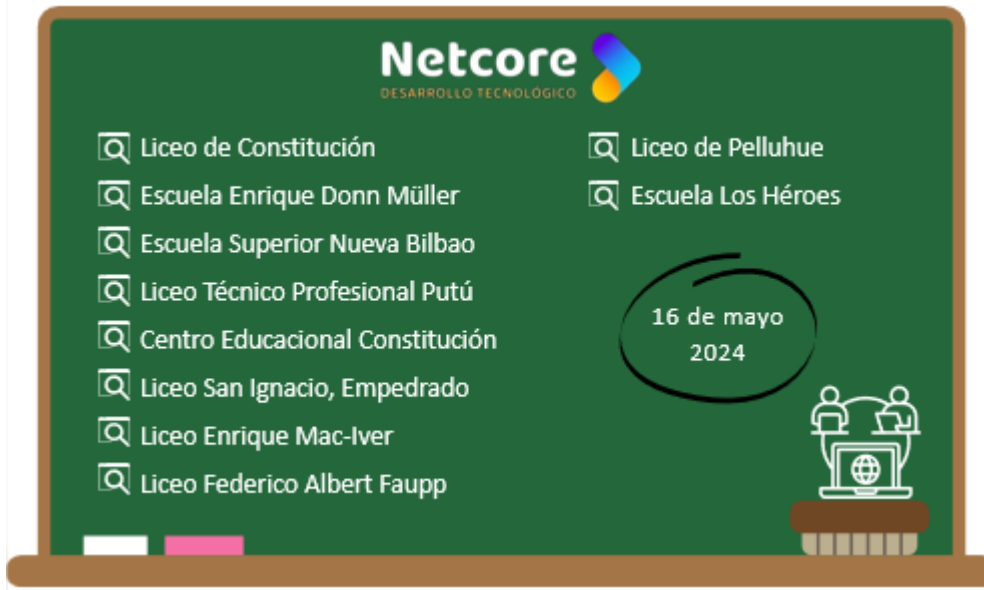 Netcore
DESARROLLO TECNOLÓGICO
Liceo de Constitución
Escuela Enrique Donn Müller
Escuela Superior Nueva Bilbao
Liceo Técnico Profesional Putú
Centro Educacional Constitución
Liceo San Ignacio, Empedrado
Liceo Enrique Mac-Iver
Liceo Federico Albert Faupp
Liceo de Pelluhue
Escuela Los Héroes
16 de mayo
2024